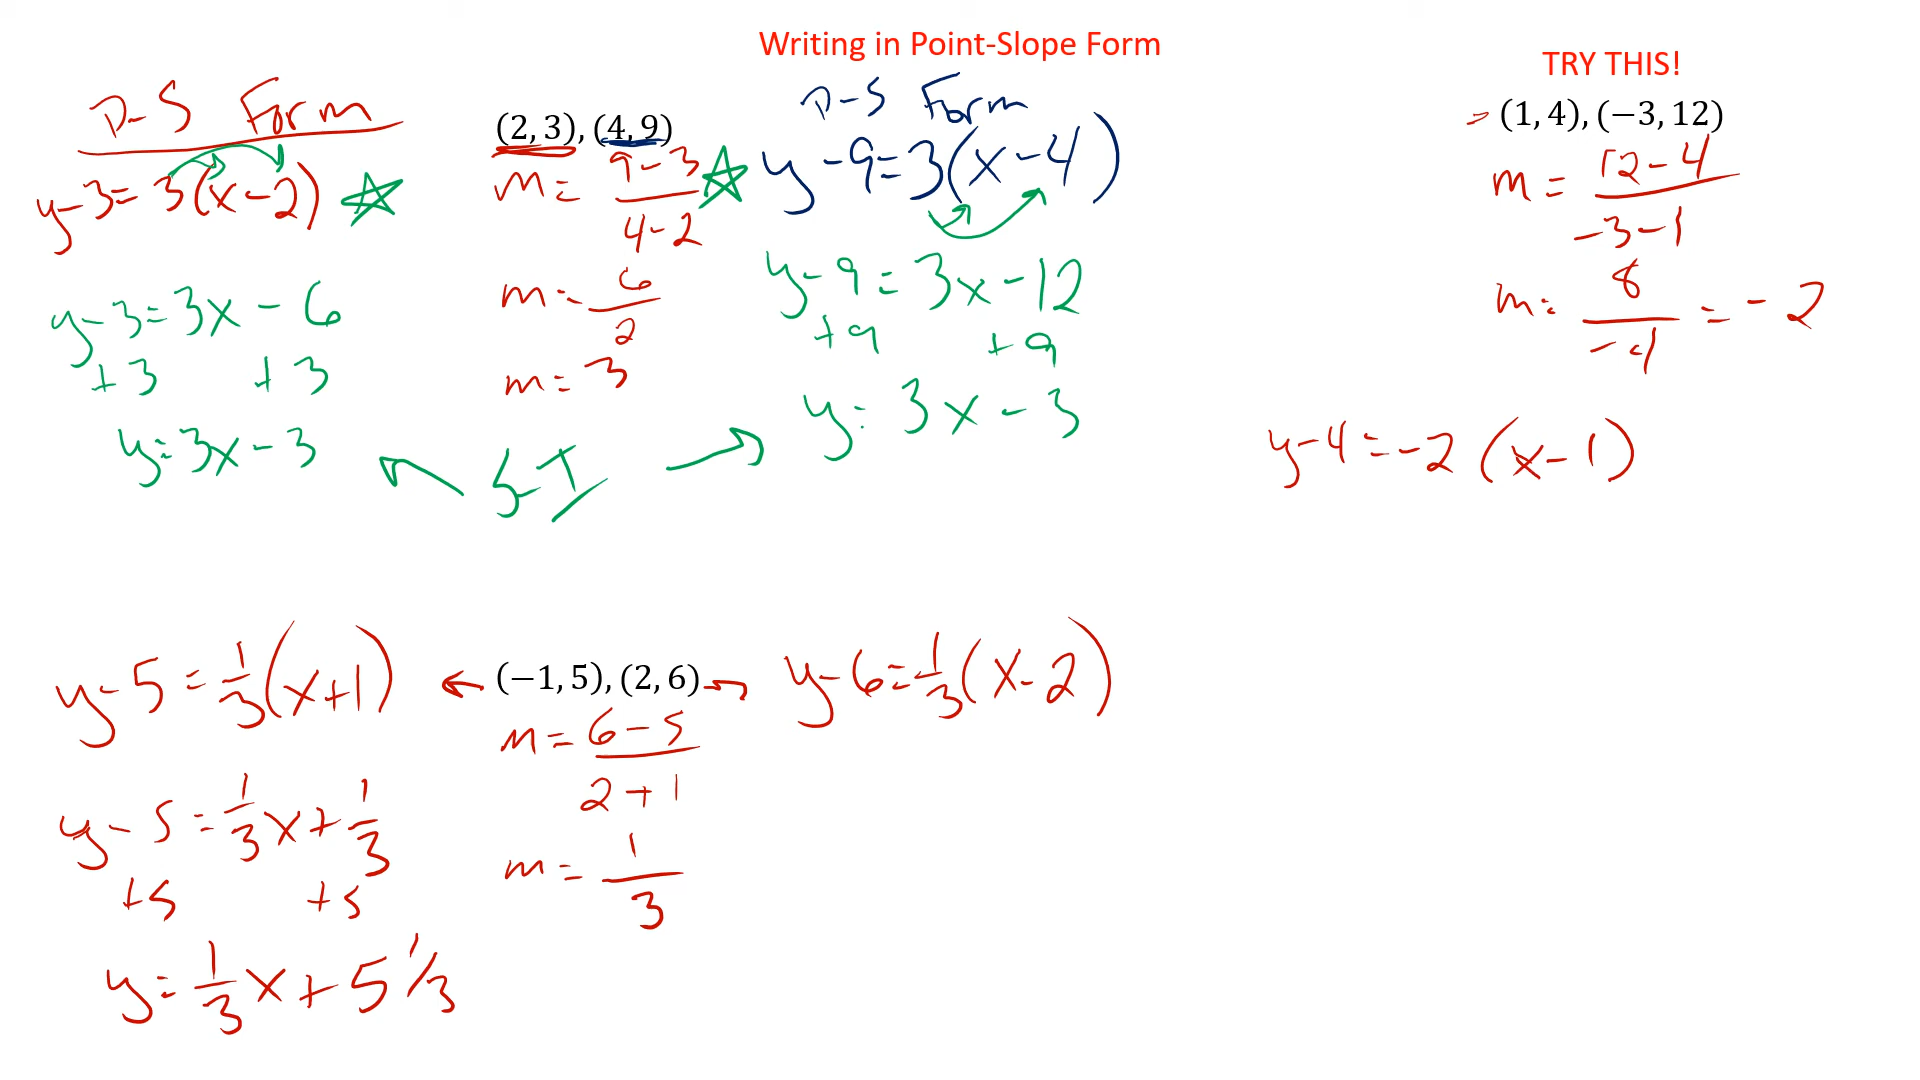 Writing in Point-Slope Form
P-S Form
y-3=3(x-2)
y-3=3x-6
+3 +3
y=3x-3
(2,3),(4,9)
m=(9-3)/(4-2)
m=6/2
m=3
S-I
P-S Form
y-9=3(x-4)
y-9=3x-12
+9 +9
y=3x-3
TRY THIS!
(1,4),(−3,12)
m=(12-4)/(-3-1)
m=8/-4=-2
y-4=-2(x-1)
y-5=1/3(x+1)
y-5=1/3x+1/3
+5 +5
y=1/3x+5 1/3
(−1,5),(2,6)
m=(6-5)/(2+1)
m=1/3
y-6=1/3(x-2)